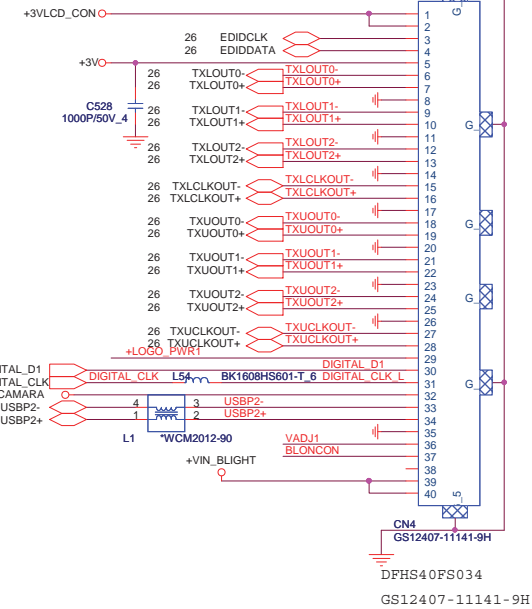 +3VLCD_CON 1 G_
2
26 EDIDCLK 3
26 EDIDDATA 4
+3V 5
26 TXLOUT0- TXLOUT0- 6
26 TXLOUT0+ TXLOUT0+ 7
8
C528
1000P/50V_4
26 TXLOUT1- TXLOUT1- 9
26 TXLOUT1+ TXLOUT1+ 10 G_
11
26 TXLOUT2- TXLOUT2- 12
26 TXLOUT2+ TXLOUT2+ 13
14
26 TXLCLKOUT- TXLCLKOUT- 15
26 TXLCLKOUT+ TXLCLKOUT+ 16
17
26 TXUOUT0- TXUOUT0- 18 G_
26 TXUOUT0+ TXUOUT0+ 19
20
26 TXUOUT1- TXUOUT1- 21
26 TXUOUT1+ TXUOUT1+ 22
23
26 TXUOUT2- TXUOUT2- 24 G_
26 TXUOUT2+ TXUOUT2+ 25
26
26 TXUCLKOUT- TXUCLKOUT- 27
26 TXUCLKOUT+ TXUCLKOUT+ 28
+LOGO_PWR1 29
ITAL_D1 DIGITAL_D1 30
ITAL_CLK DIGITAL_CLK L54 BK1608HS601-T_6 DIGITAL_CLK_L 31 G_
CAMARA 32
USBP2- 4 3 USBP2- 33
USBP2+ 1 2 USBP2+ 34
L1 *WCM2012-90
35
VADJ1 36
BLONCON 37
+VIN_BLIGHT 38
39
40
_5
CN4
GS12407-11141-9H
DFHS40FS034
GS12407-11141-9H